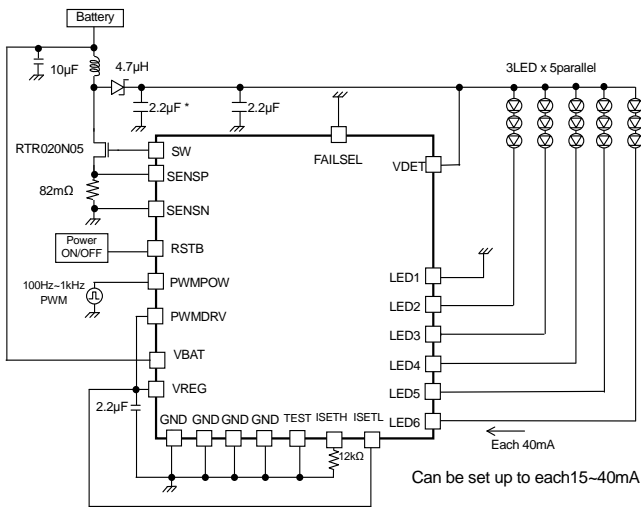 Battery
10µF
4.7µH
2.2µF *
2.2µF
3LED x 5parallel
RTR020N05
82mΩ
SW
SENSP
SENSN
FAILSEL
VDET
Power
ON/OFF
RSTB
100Hz~1kHz
PWM
PWMPOW
PWMDRV
VBAT
VREG
2.2µF
LED1
LED2
LED3
LED4
LED5
LED6
GND GND GND GND TEST ISETH ISETL
12kΩ
Each 40mA
Can be set up to each15~40mA